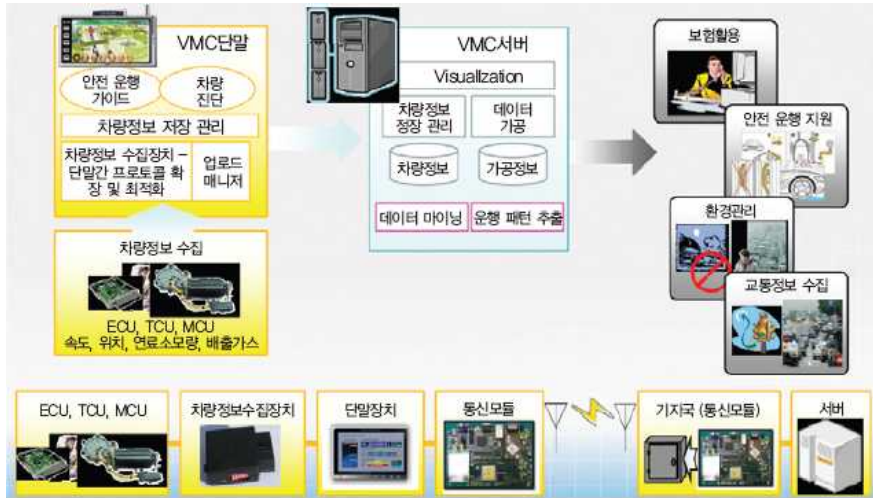 VMC단말
안전 운행
가이드
차량
진단
차량정보 저장 관리
차량정보 수집장치 –
단말간 프로토콜 확
장 및 최적화
업로드
매니저
차량정보 수집
ECU, TCU, MCU
속도, 위치, 연료소모량, 배출가스
VMC서버
Visuallzation
차량정보
정장 관리
데이터
가공
차량정보
가공정보
데이터 마이닝
운행 패턴 추출
보험활용
안전 운행 지원
환경관리
교통정보 수집
ECU, TCU, MCU
차량정보수집장치
단말장치
통신모듈
기지국 (통신모듈)
서버